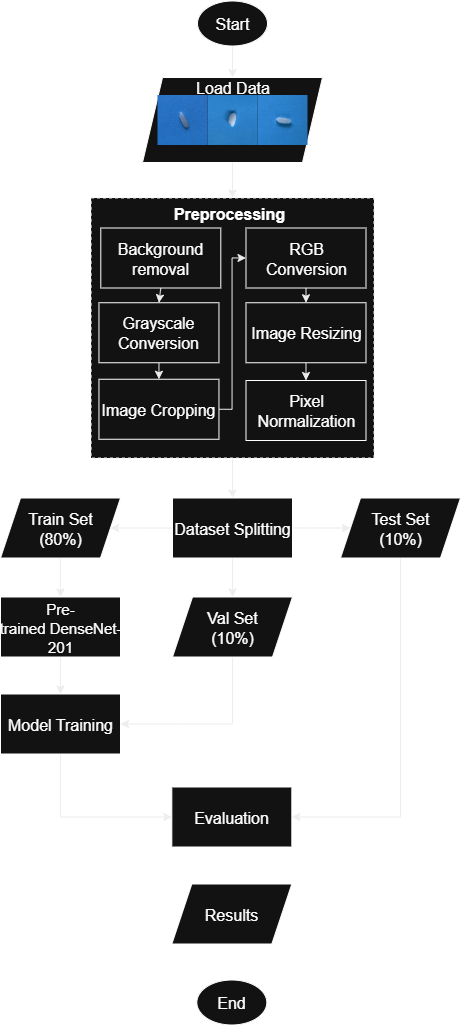 Start
Load Data
Preprocessing
Background
removal
Grayscale
Conversion
Image Cropping
RGB
Conversion
Image Resizing
Pixel
Normalization
Train Set
(80%)
Dataset Splitting
Test Set
(10%)
Pre-
trained DenseNet-
201
Val Set
(10%)
Model Training
Evaluation
Results
End